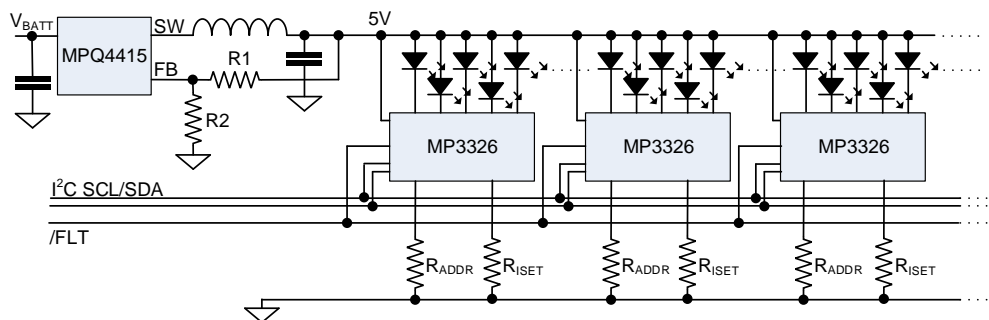 VBATT
SW
5V
MPQ4415
FB
R1
R2
MP3326
MP3326
MP3326
I²C SCL/SDA
/FLT
RADDR
RISET
RADDR
RISET
RADDR
RISET